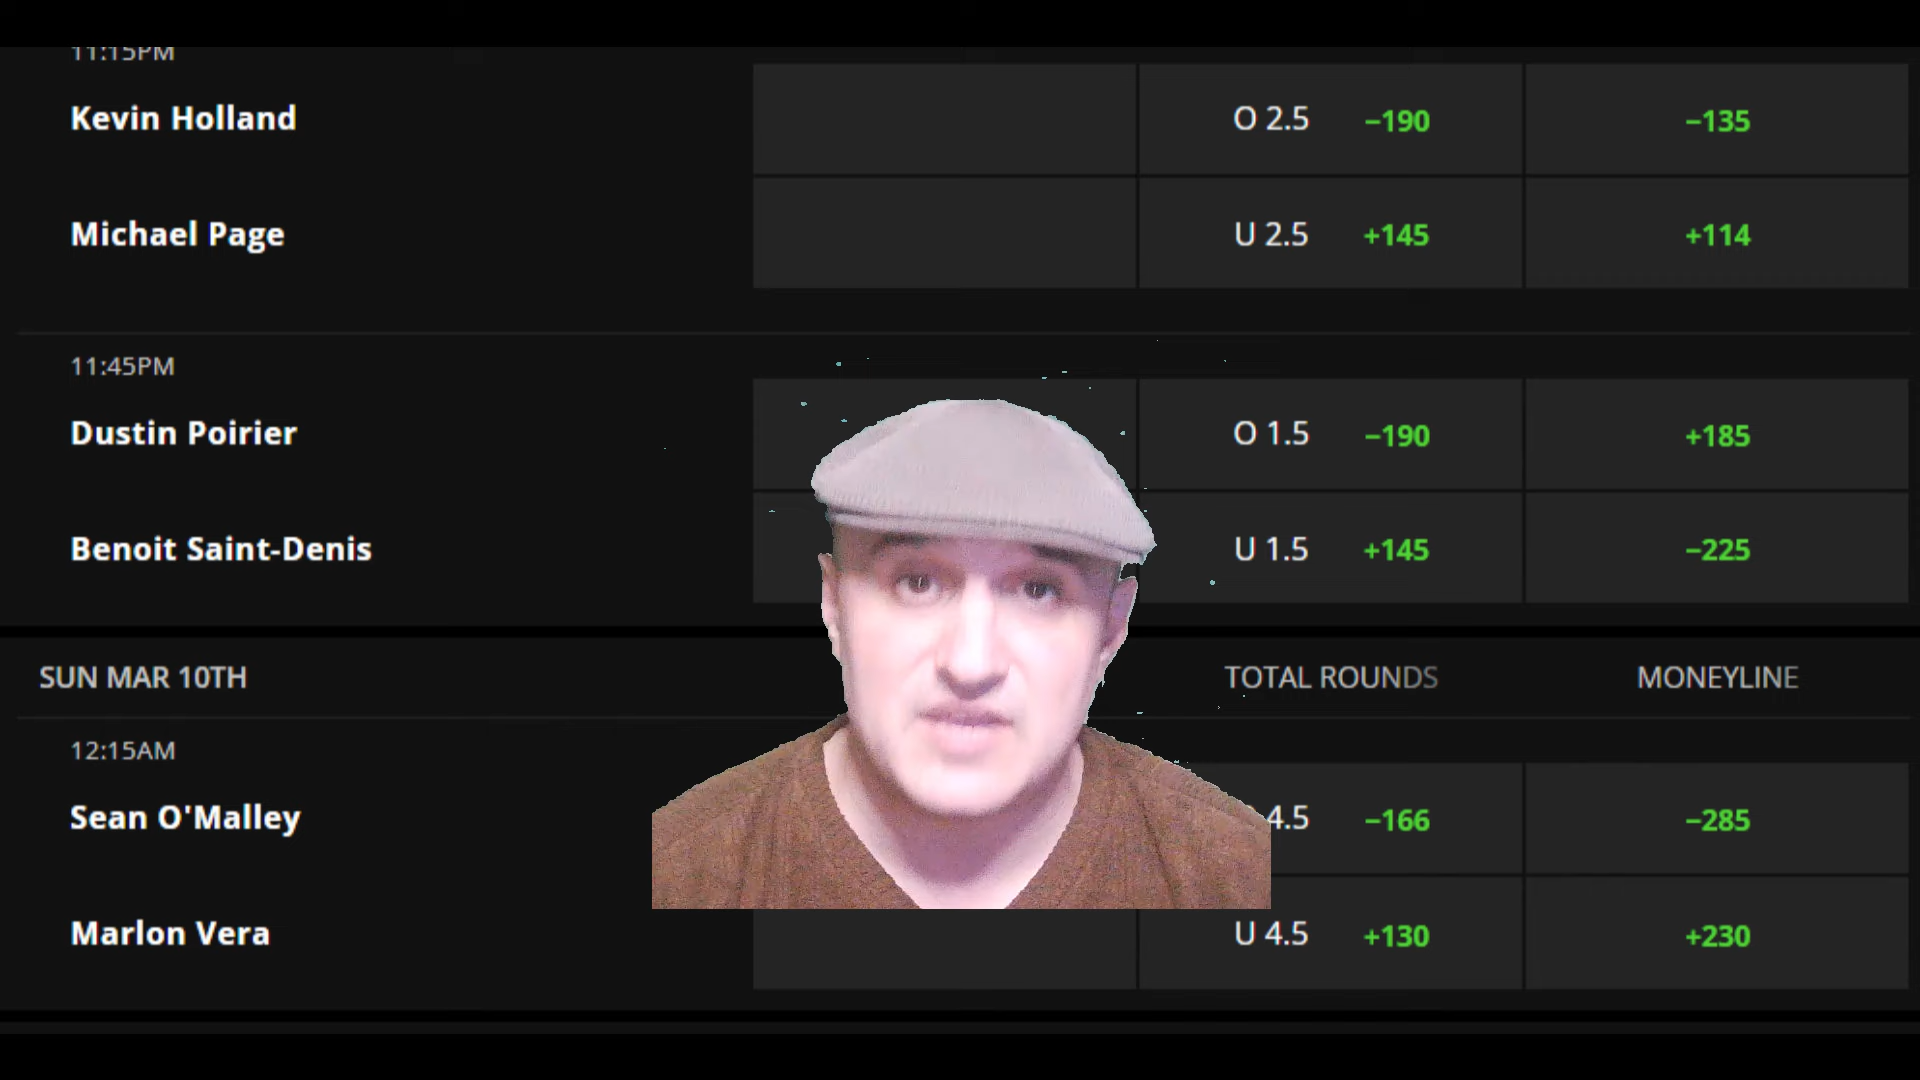 11:15PM
Kevin Holland O 2.5 −190 −135
Michael Page U 2.5 +145 +114
11:45PM
Dustin Poirier O 1.5 −190 +185
Benoit Saint-Denis U 1.5 +145 −225
SUN MAR 10TH TOTAL ROUNDS MONEYLINE
12:15AM
Sean O'Malley 4.5 −166 −285
Marlon Vera U 4.5 +130 +230